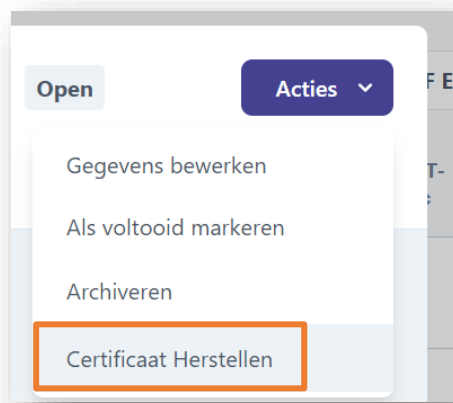 Open
Acties
F E
Gegevens bewerken
T-
Als voltooid markeren
Archiveren
Certificaat Herstellen